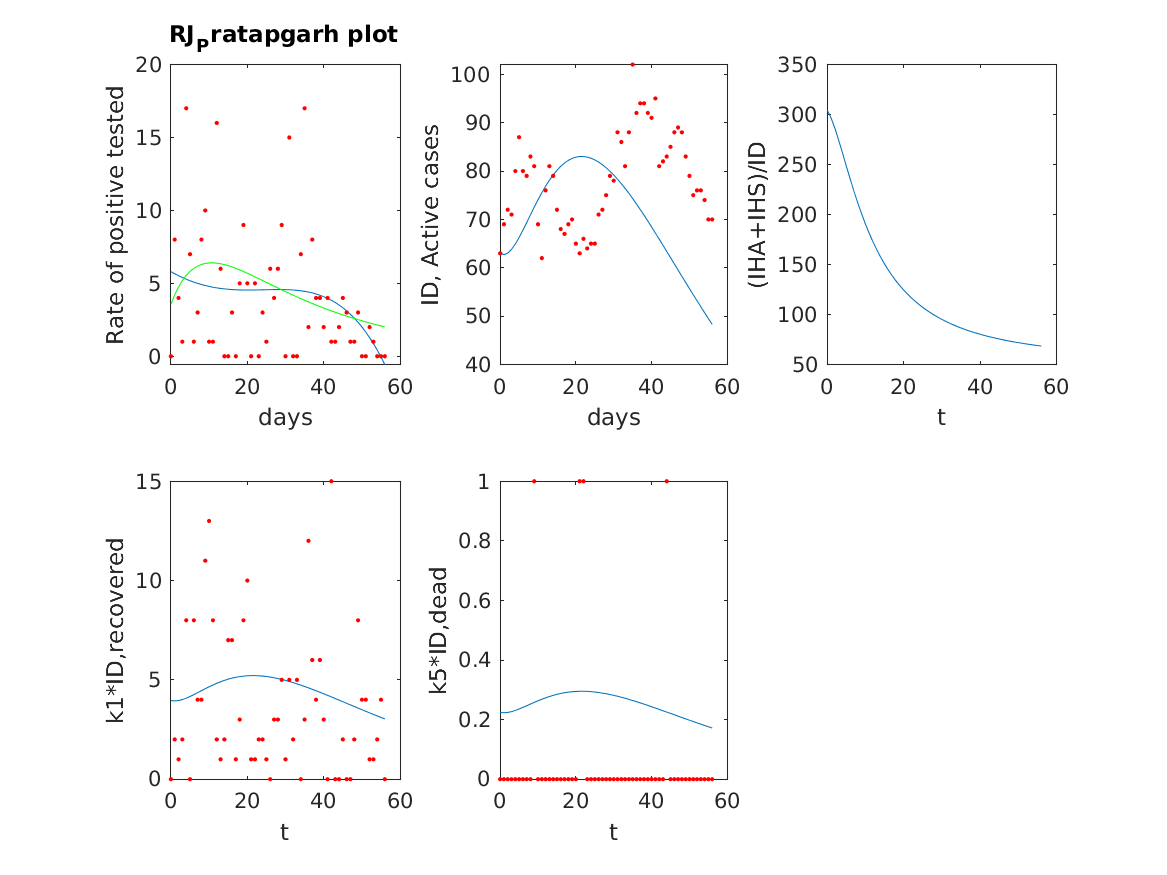 RJPratapgarh plot
20
15
10
5
0
0 20 40 60
Rate of positive tested
days
100
90
80
70
60
50
40
0 20 40 60
ID, Active cases
days
350
300
250
200
150
100
50
0 20 40 60
(IHA+IHS)/ID
t
15
10
5
0
0 20 40 60
k1*ID,recovered
t
1
0.8
0.6
0.4
0.2
0
0 20 40 60
k5*ID,dead
t